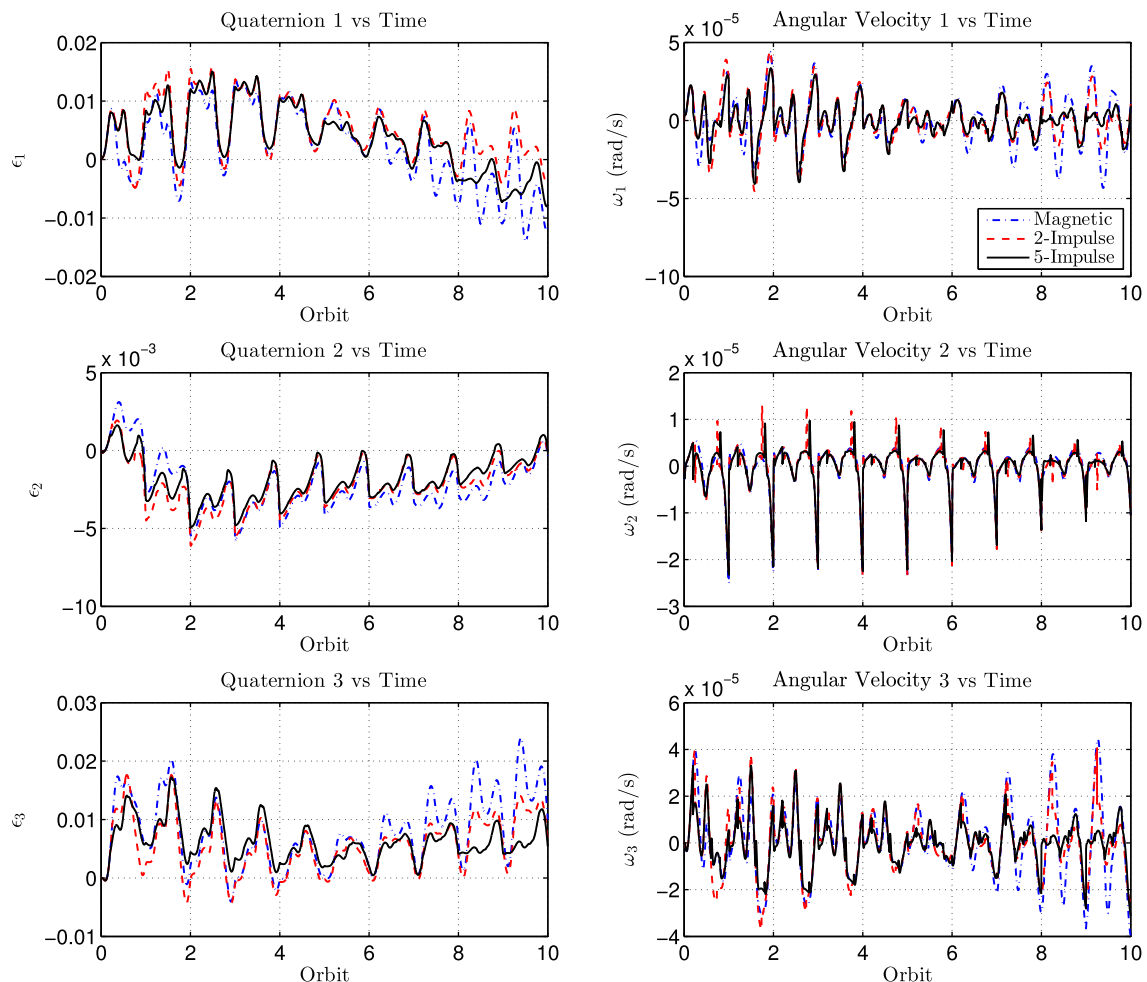 Quaternion 1 vs Time
0.02
0.01
0
−0.01
−0.02
ϵ1
0 2 4 6 8 10
Orbit
Angular Velocity 1 vs Time
x 10−5
5
0
−5
−10
ω1 (rad/s)
Magnetic
2-Impulse
5-Impulse
0 2 4 6 8 10
Orbit
Quaternion 2 vs Time
x 10−3
5
0
−5
−10
ϵ2
0 2 4 6 8 10
Orbit
Angular Velocity 2 vs Time
x 10−5
2
1
0
−1
−2
−3
ω2 (rad/s)
0 2 4 6 8 10
Orbit
Quaternion 3 vs Time
0.03
0.02
0.01
0
−0.01
ϵ3
0 2 4 6 8 10
Orbit
Angular Velocity 3 vs Time
x 10−5
6
4
2
0
−2
−4
ω3 (rad/s)
0 2 4 6 8 10
Orbit